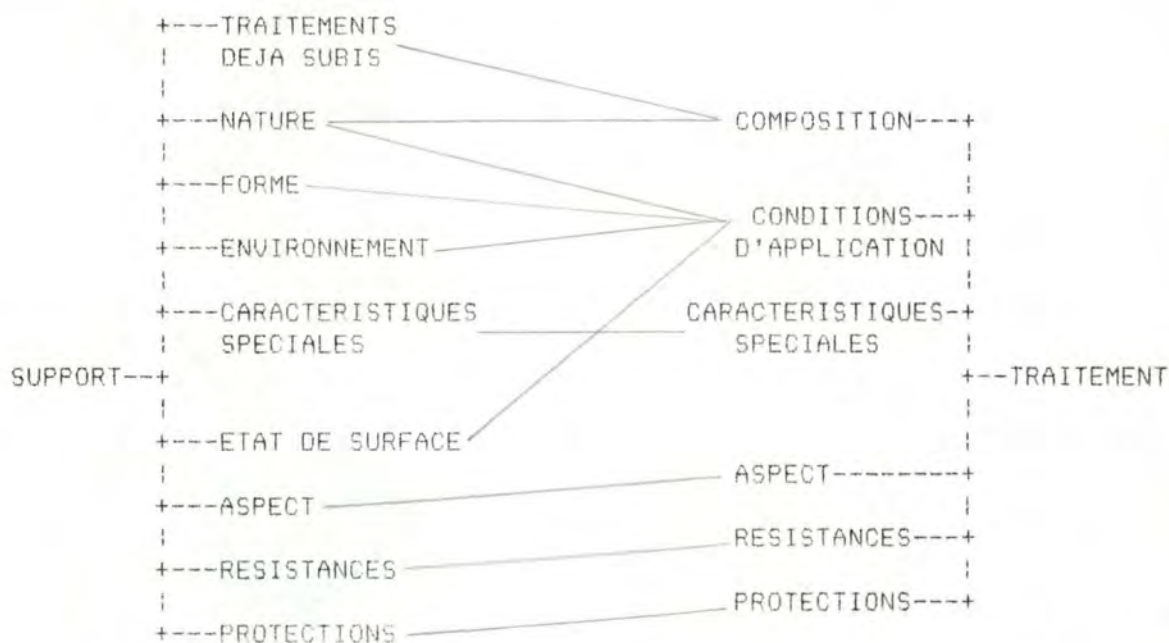 TRAITEMENTS
DEJA SUBIS
NATURE
COMPOSITION
FORME
CONDITIONS
D'APPLICATION
ENVIRONNEMENT
CARACTERISTIQUES
SPECIALES
CARACTERISTIQUES
SPECIALES
SUPPORT
TRAITEMENT
ETAT DE SURFACE
ASPECT
ASPECT
RESISTANCES
RESISTANCES
PROTECTIONS
PROTECTIONS